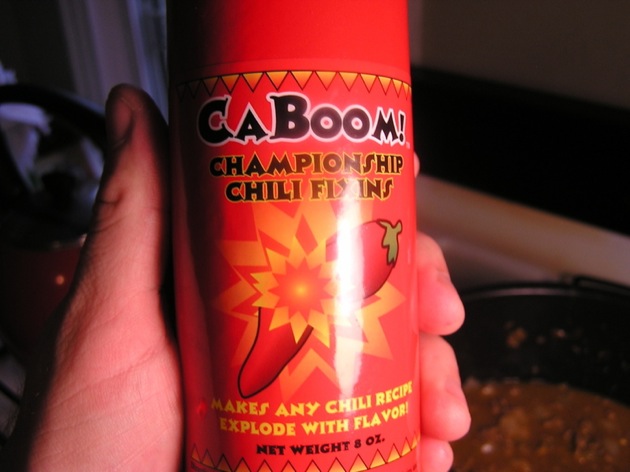 CABOOM!
CHAMPIONSHIP
CHILI FIXINS
MAKES ANY CHILI RECIPE
EXPLODE WITH FLAVOR!
NET WEIGHT 8 OZ.